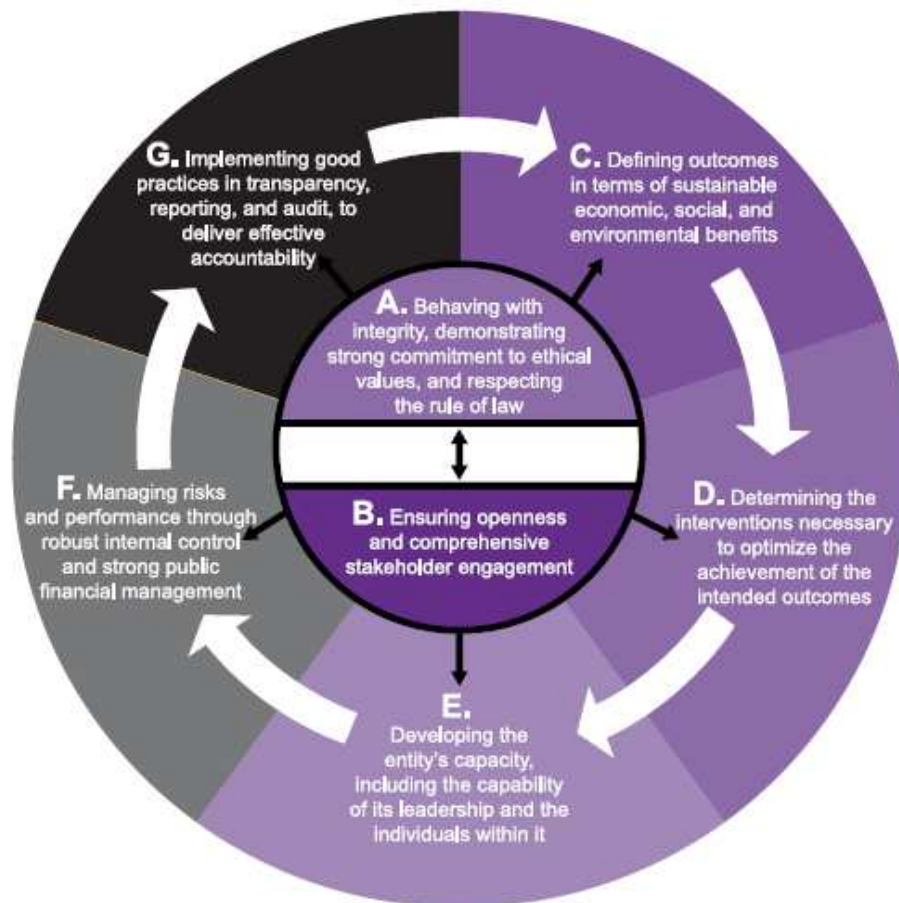 G. Implementing good
practices in transparency,
reporting, and audit, to
deliver effective
accountability
C. Defining outcomes
in terms of sustainable
economic, social, and
environmental benefits
A. Behaving with
integrity, demonstrating
strong commitment to ethical
values, and respecting
the rule of law
B. Ensuring openness
and comprehensive
stakeholder engagement
D. Determining the
interventions necessary
to optimize the
achievement of the
intended outcomes
E.
Developing the
entity's capacity,
including the capability
of its leadership and the
individuals within it
F. Managing risks
and performance through
robust internal control
and strong public
financial management